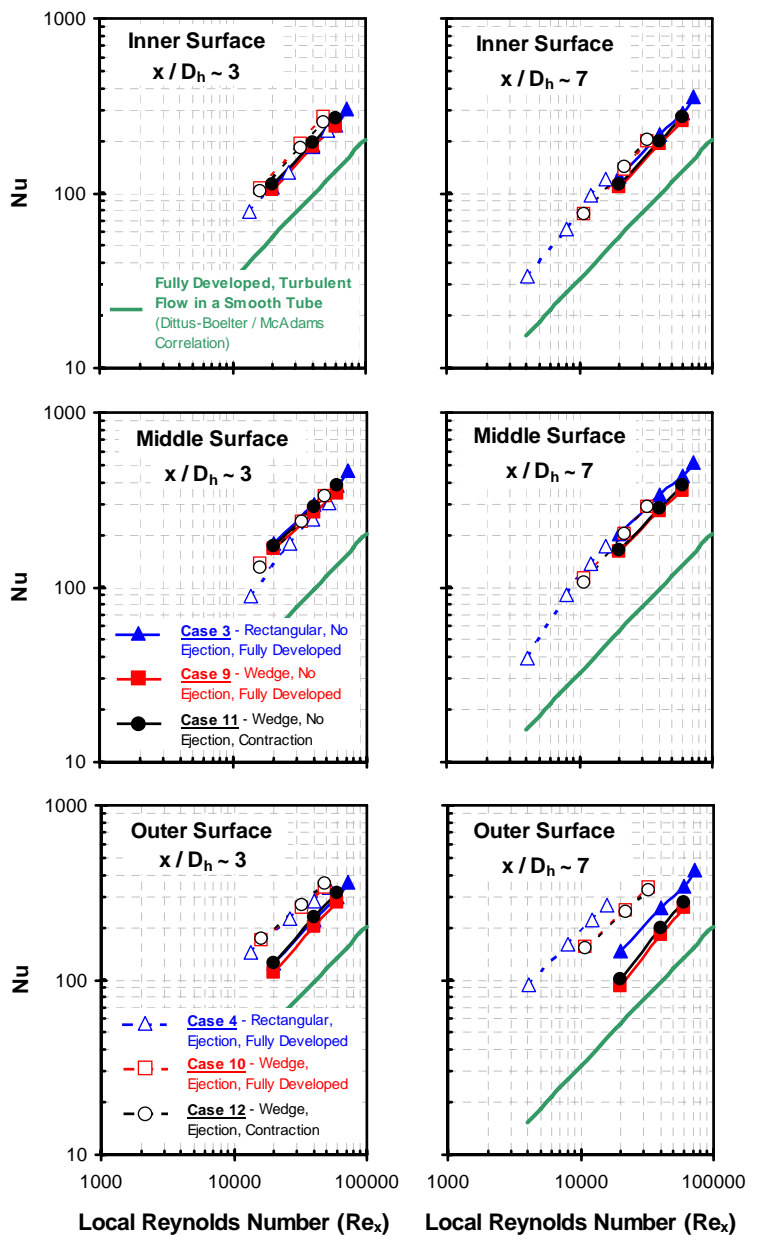 1000
100
10
Nu
Inner Surface
x / Dh ~ 3
Fully Developed, Turbulent
Flow in a Smooth Tube
(Dittus-Boelter / McAdams
Correlation)
Inner Surface
x / Dh ~ 7
1000
100
10
Nu
Middle Surface
x / Dh ~ 3
Case 3 - Rectangular, No
Ejection, Fully Developed
Case 9 - Wedge, No
Ejection, Fully Developed
Case 11 - Wedge, No
Ejection, Contraction
Middle Surface
x / Dh ~ 7
1000
100
10
Nu
Outer Surface
x / Dh ~ 3
Case 4 - Rectangular,
Ejection, Fully Developed
Case 10 - Wedge,
Ejection, Fully Developed
Case 12 - Wedge,
Ejection, Contraction
Outer Surface
x / Dh ~ 7
1000 10000 100000
1000 10000 100000
Local Reynolds Number (Rex)
Local Reynolds Number (Rex)